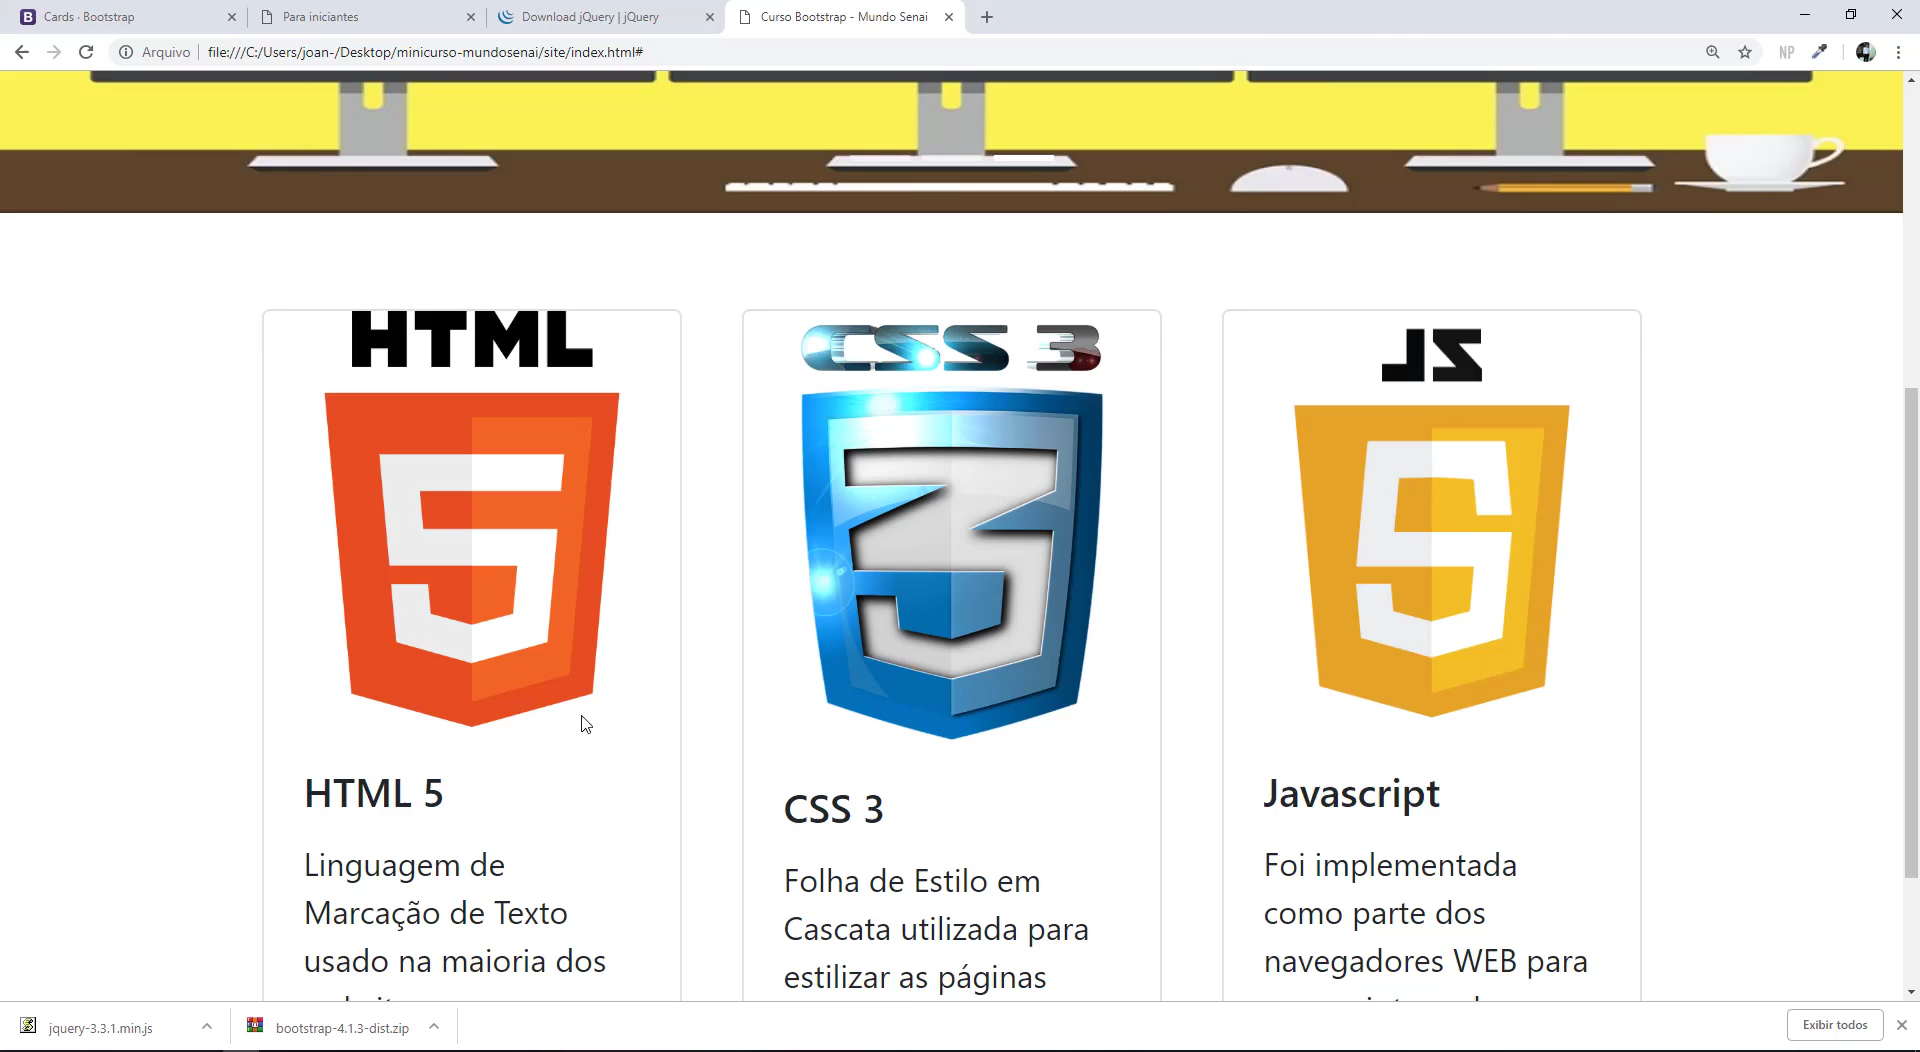 Cards · Bootstrap
Para iniciantes
Download jQuery | jQuery
Curso Bootstrap - Mundo Senai
Arquivo
file:///C:/Users/joan-/Desktop/minicurso-mundosenai/site/index.html#
NP
HTML
CSS 3
JS
5
3
5
HTML 5
Linguagem de
Marcação de Texto
usado na maioria dos
CSS 3
Folha de Estilo em
Cascata utilizada para
estilizar as páginas
Javascript
Foi implementada
como parte dos
navegadores WEB para
jquery-3.3.1.min.js
bootstrap-4.1.3-dist.zip
Exibir todos